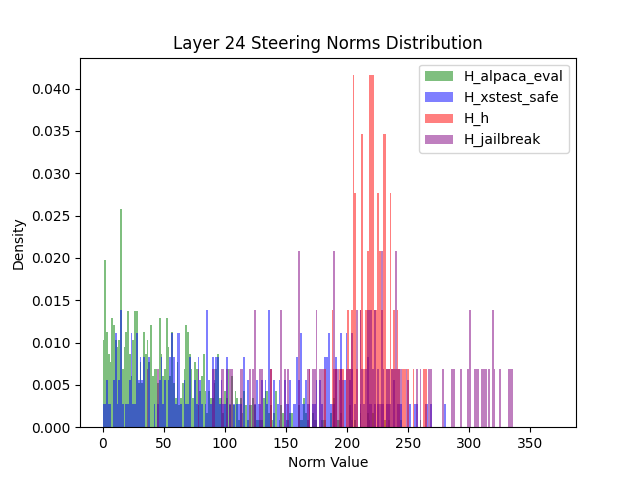 Layer 24 Steering Norms Distribution
H_alpaca_eval
H_xstest_safe
H_h
H_jailbreak
0.040
0.035
0.030
0.025
0.020
0.015
0.010
0.005
0.000
Density
0 50 100 150 200 250 300 350
Norm Value